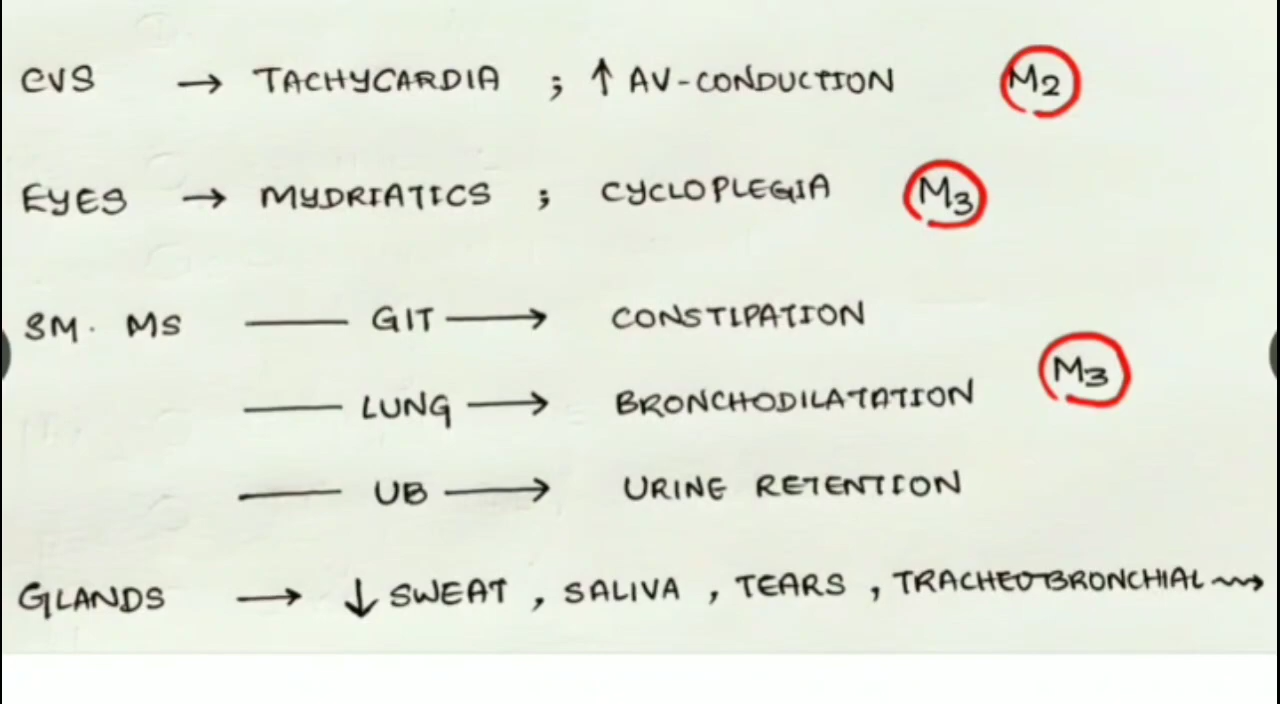 CVS → TACHYCARDIA ; ↑ AV-CONDUCTION M2
EYES → MYDRIATICS ; CYCLOPLEGIA M3
SM. MS — GIT → CONSTIPATION
M3
— LUNG → BRONCHODILATATION
— UB → URINE RETENTION
GLANDS → ↓ SWEAT , SALIVA , TEARS , TRACHEOBRONCHIAL